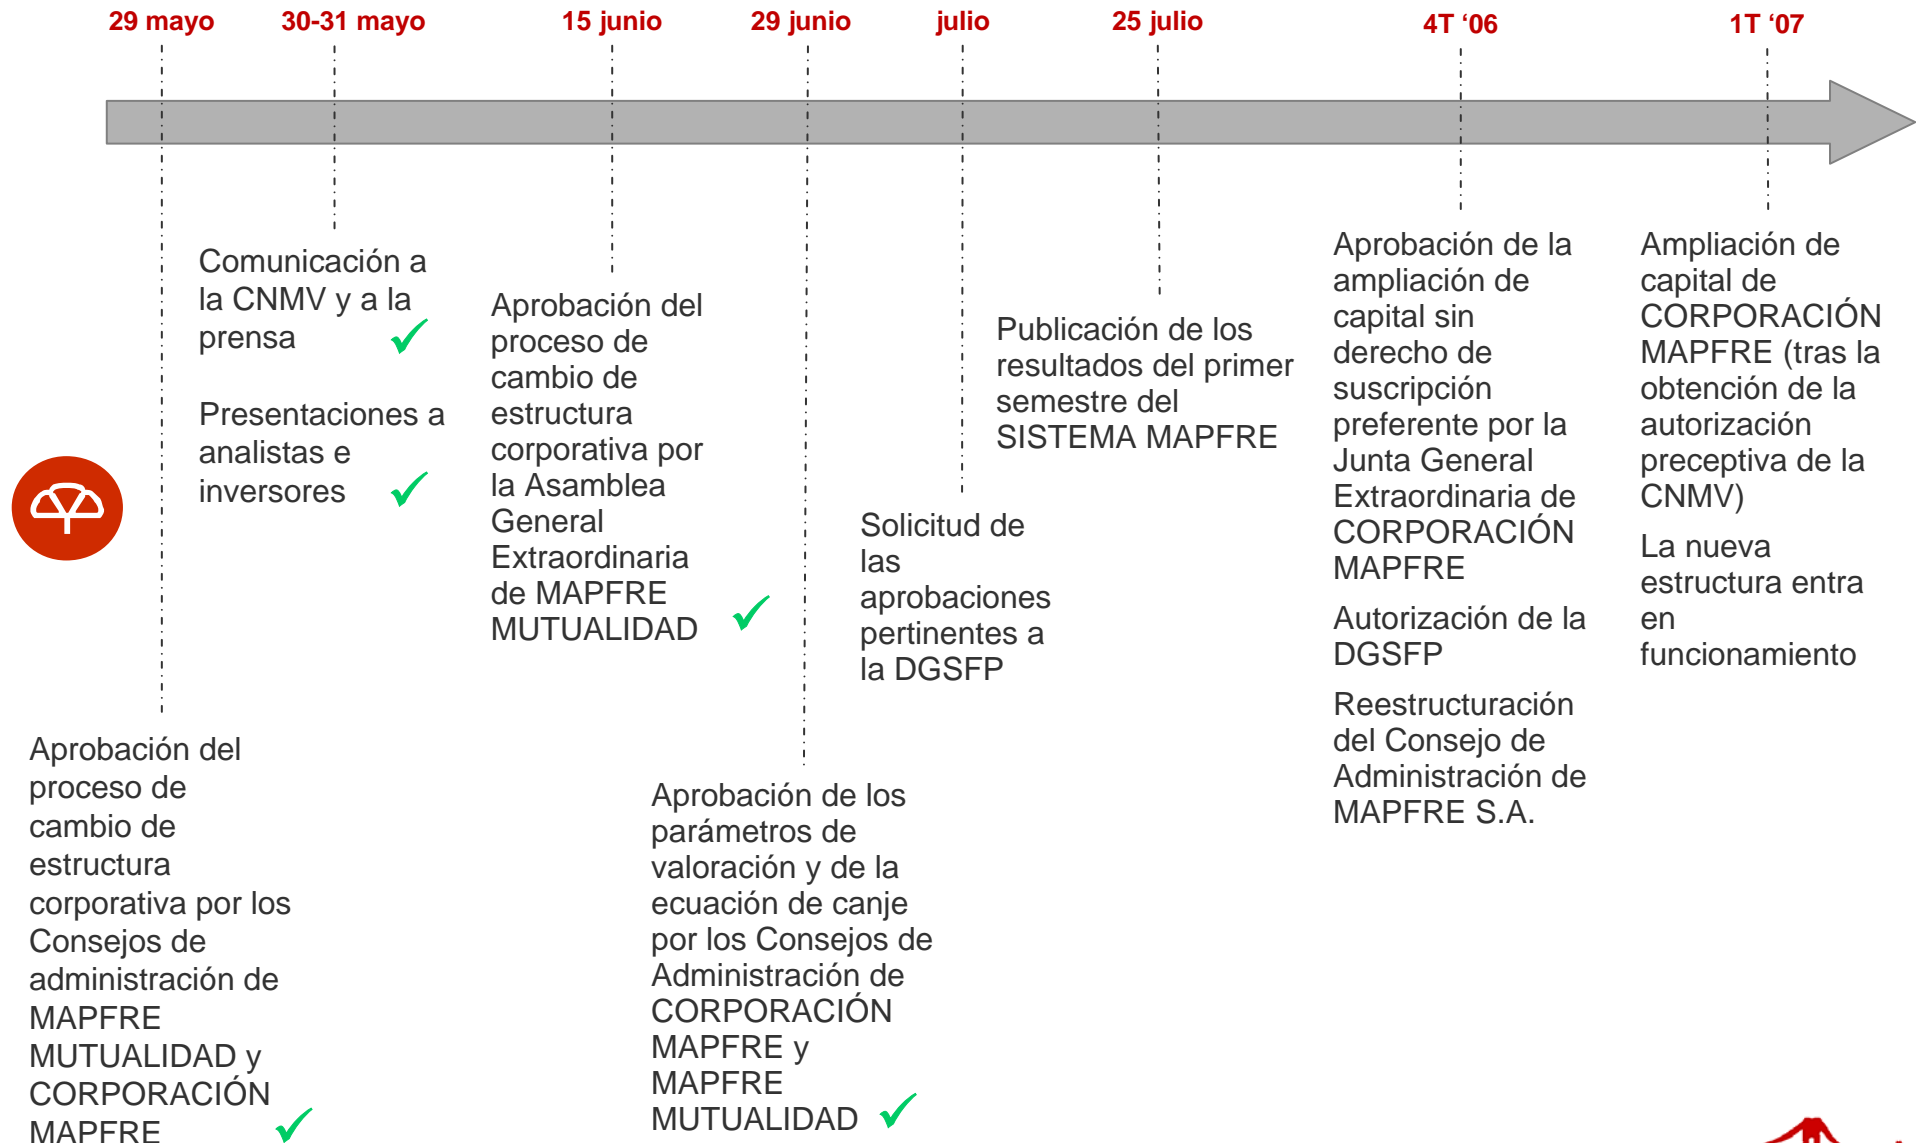 29 mayo
30-31 mayo
15 junio
29 junio
julio
25 julio
4T ‘06
1T ‘07
Comunicación a
la CNMV y a la
prensa
Presentaciones a
analistas e
inversores
Aprobación del
proceso de
cambio de
estructura
corporativa por
la Asamblea
General
Extraordinaria
de MAPFRE
MUTUALIDAD
Solicitud de
las
aprobaciones
pertinentes a
la DGSFP
Publicación de los
resultados del primer
semestre del
SISTEMA MAPFRE
Aprobación de la
ampliación de
capital sin
derecho de
suscripción
preferente por la
Junta General
Extraordinaria de
CORPORACIÓN
MAPFRE
Autorización de la
DGSFP
Reestructuración
del Consejo de
Administración de
MAPFRE S.A.
Ampliación de
capital de
CORPORACIÓN
MAPFRE (tras la
obtención de la
autorización
preceptiva de la
CNMV)
La nueva
estructura entra
en
funcionamiento
Aprobación del
proceso de
cambio de
estructura
corporativa por los
Consejos de
administración de
MAPFRE
MUTUALIDAD y
CORPORACIÓN
MAPFRE
Aprobación de los
parámetros de
valoración y de la
ecuación de canje
por los Consejos de
Administración de
CORPORACIÓN
MAPFRE y
MAPFRE
MUTUALIDAD